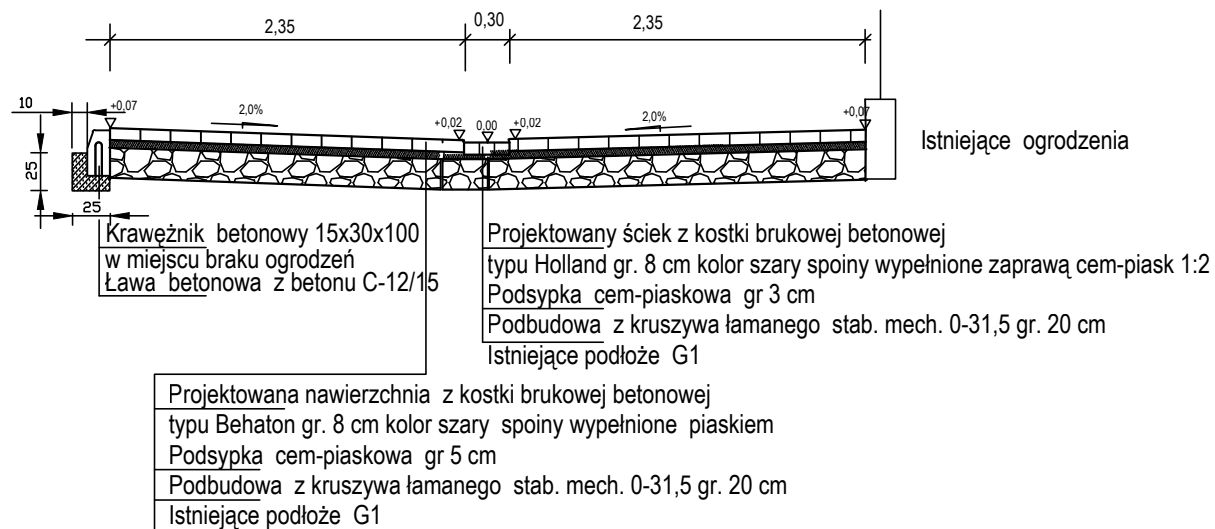 2,35
0,30
2,35
10
+0,07
2,0%
+0,02
0,00
+0,02
2,0%
+0,07
Istniejące ogrodzenia
25
25
Krawężnik betonowy 15x30x100
w miejscu braku ogrodzeń
Ława betonowa z betonu C-12/15
Projektowany ściek z kostki brukowej betonowej
typu Holland gr. 8 cm kolor szary spoiny wypełnione zaprawą cem-piask 1:2
Podsypka cem-piaskowa gr 3 cm
Podbudowa z kruszywa łamanego stab. mech. 0-31,5 gr. 20 cm
Istniejące podłoże G1
Projektowana nawierzchnia z kostki brukowej betonowej
typu Behaton gr. 8 cm kolor szary spoiny wypełnione piaskiem
Podsypka cem-piaskowa gr 5 cm
Podbudowa z kruszywa łamanego stab. mech. 0-31,5 gr. 20 cm
Istniejące podłoże G1